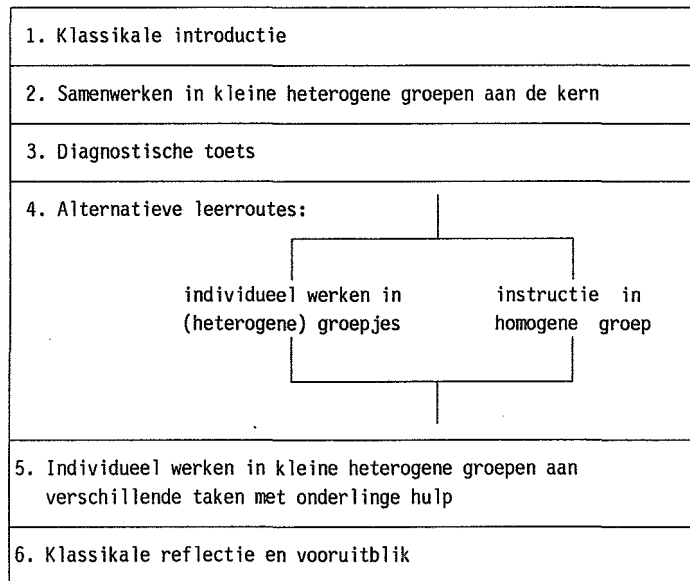 1. Klassikale introductie
2. Samenwerken in kleine heterogene groepen aan de kern
3. Diagnostische toets
4. Alternatieve leerroutes:
individueel werken in
(heterogene) groepjes
instructie in
homogene groep
5. Individueel werken in kleine heterogene groepen aan
verschillende taken met onderlinge hulp
6. Klassikale reflectie en vooruitblik